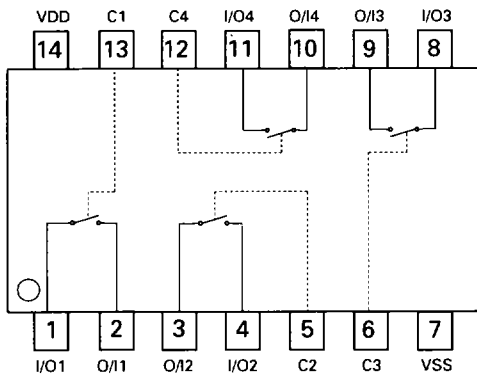 VDD C1 C4 I/O4 O/I4 O/I3 I/O3
14 13 12 11 10 9 8
1 2 3 4 5 6 7
I/O1 O/I1 O/I2 I/O2 C2 C3 VSS